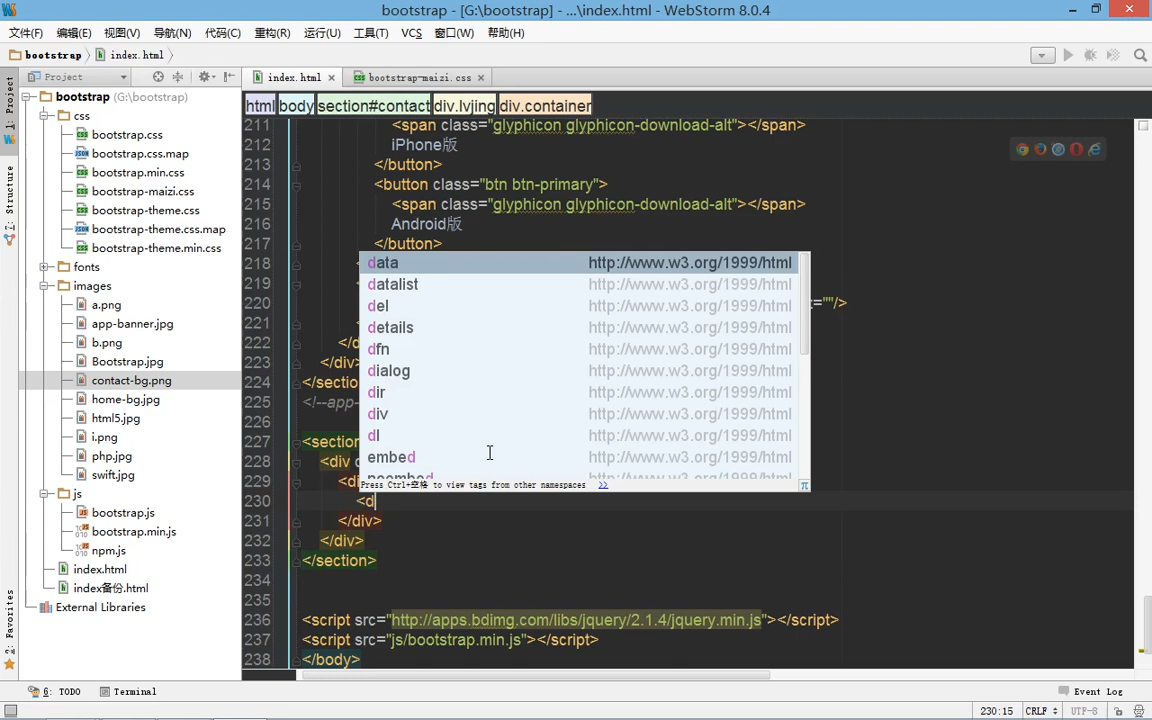 bootstrap - [G:\bootstrap] - ...\index.html - WebStorm 8.0.4
文件(F) 编辑(E) 视图(V) 导航(N) 代码(C) 重构(R) 运行(U) 工具(T) VCS 窗口(W) 帮助(H)
bootstrap index.html
Project
index.html bootstrap-maizi.css
1: Project
7: Structure
2: Favorites
bootstrap (G:\bootstrap)
css
bootstrap.css
bootstrap.css.map
bootstrap.min.css
bootstrap-maizi.css
bootstrap-theme.css
bootstrap-theme.css.map
bootstrap-theme.min.css
fonts
images
a.png
app-banner.jpg
b.png
Bootstrap.jpg
contact-bg.png
home-bg.jpg
html5.jpg
i.png
php.jpg
swift.jpg
js
bootstrap.js
bootstrap.min.js
npm.js
index.html
index备份.html
External Libraries
html body section#contact div.lvjing div.container
211 <span class="glyphicon glyphicon-download-alt"></span>
212 iPhone版
213 </button>
214 <button class="btn btn-primary">
215 <span class="glyphicon glyphicon-download-alt"></span>
216 Android版
217 </button>
218 <
219 <
220 =""/>
221 <
222 </d
223 </div>
224 </section
225 <!--app-
226
227 <section
228 <div c
229 <di
230 <d
231 </div>
232 </div>
233 </section>
234
235
236 <script src="http://apps.bdimg.com/libs/jquery/2.1.4/jquery.min.js"></script>
237 <script src="js/bootstrap.min.js"></script>
238 </body>
data http://www.w3.org/1999/html
datalist http://www.w3.org/1999/html
del http://www.w3.org/1999/html
details http://www.w3.org/1999/html
dfn http://www.w3.org/1999/html
dialog http://www.w3.org/1999/html
dir http://www.w3.org/1999/html
div http://www.w3.org/1999/html
dl http://www.w3.org/1999/html
embed http://www.w3.org/1999/html
noembed http://www.w3.org/1999/html
Press Ctrl+空格 to view tags from other namespaces >>
6: TODO Terminal Event Log
230:15 CRLF UTF-8